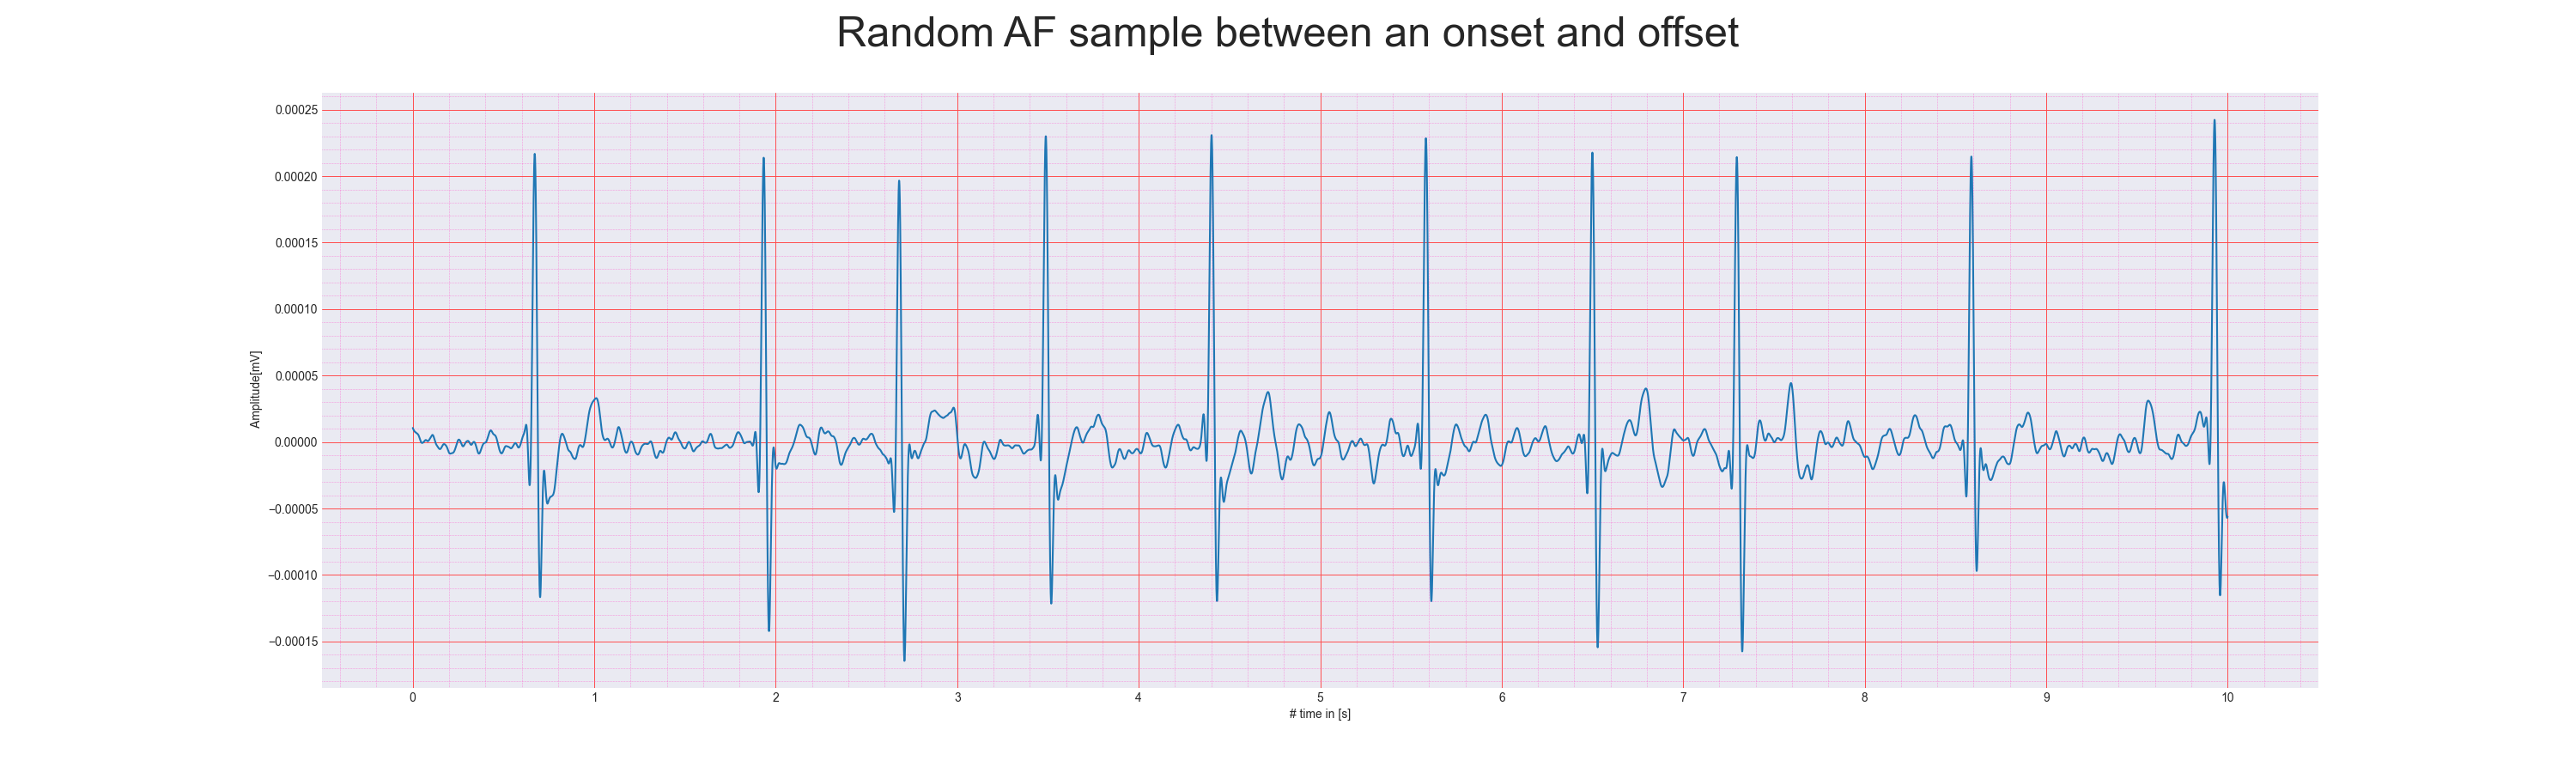 Random AF sample between an onset and offset
0.00025
0.00020
0.00015
0.00010
0.00005
0.00000
−0.00005
−0.00010
−0.00015
Amplitude[mV]
0 1 2 3 4 5 6 7 8 9 10
# time in [s]